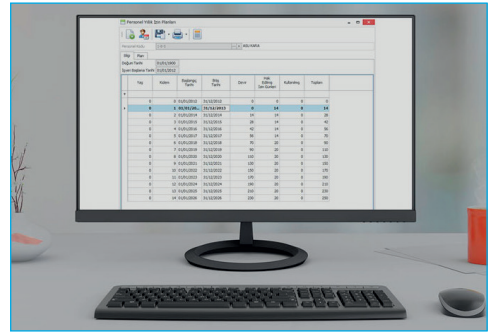 Personel Yıllık İzin Planları
Personel Kodu
Bilgi Plan
Doğum Tarihi 01/01/1900
İşyeri Başlama Tarihi 01/01/2012
Yaş Kıdem Başlangıç Tarihi Bitiş Tarihi Devir Hak Edilmiş İzin Günleri Kullanılmış Toplam
0 0 01/01/2012 31/12/2012 0 0 0 0
0 1 01/01/20... 31/12/2013 0 14 0 14
0 2 01/01/2014 31/12/2014 14 14 0 28
0 3 01/01/2015 31/12/2015 28 14 0 42
0 4 01/01/2016 31/12/2016 42 14 0 56
0 5 01/01/2017 31/12/2017 56 14 0 70
0 6 01/01/2018 31/12/2018 70 20 0 90
0 7 01/01/2019 31/12/2019 90 20 0 110
0 8 01/01/2020 31/12/2020 110 20 0 130
0 9 01/01/2021 31/12/2021 130 20 0 150
0 10 01/01/2022 31/12/2022 150 20 0 170
0 11 01/01/2023 31/12/2023 170 20 0 190
0 12 01/01/2024 31/12/2024 190 20 0 210
0 13 01/01/2025 31/12/2025 210 20 0 230
0 14 01/01/2026 31/12/2026 230 20 0 250